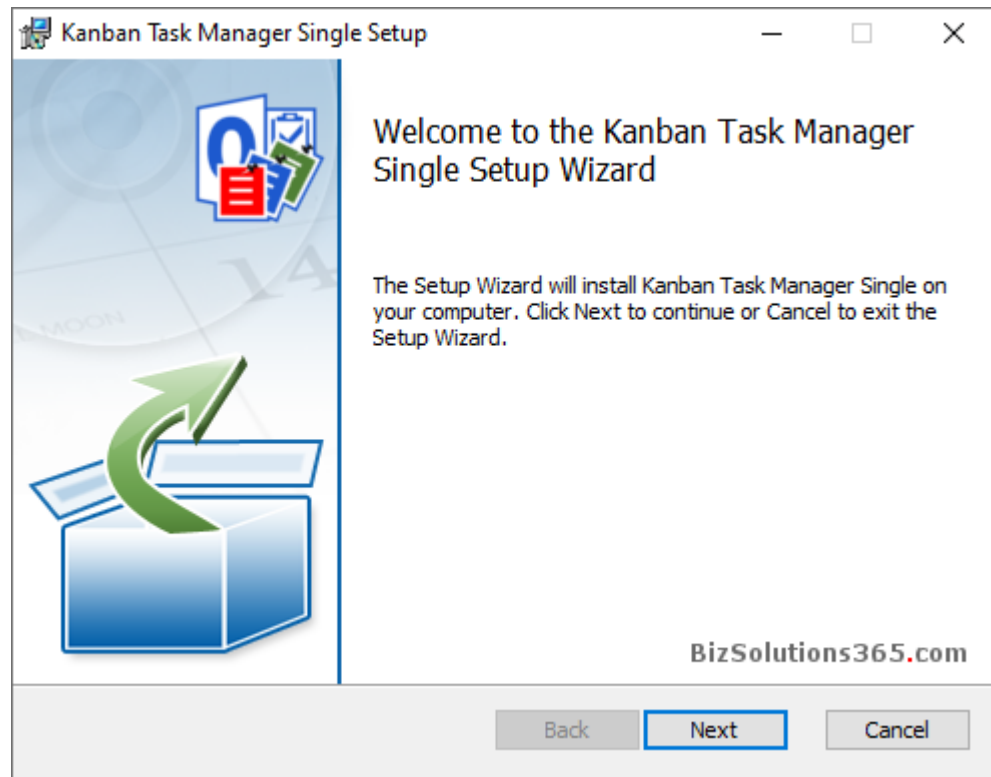 Kanban Task Manager Single Setup
Welcome to the Kanban Task Manager
Single Setup Wizard
The Setup Wizard will install Kanban Task Manager Single on
your computer. Click Next to continue or Cancel to exit the
Setup Wizard.
14
MOON
BizSolutions365.com
Back
Next
Cancel